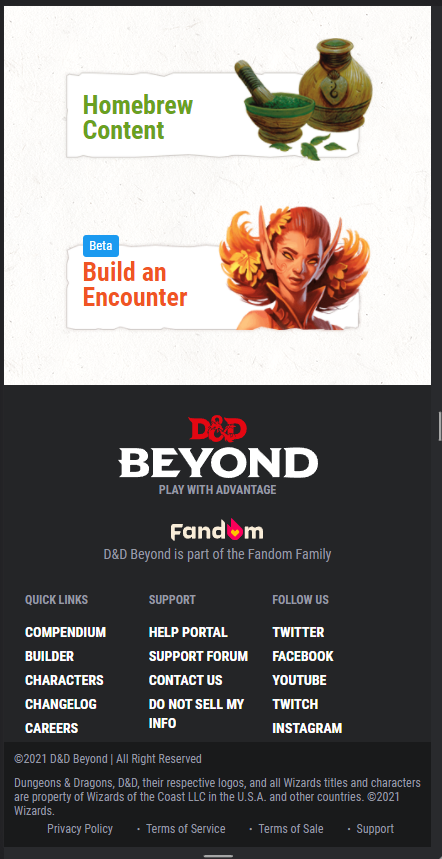 Homebrew
Content
Beta
Build an
Encounter
D&D
BEYOND
PLAY WITH ADVANTAGE
Fandom
D&D Beyond is part of the Fandom Family
QUICK LINKS
COMPENDIUM
BUILDER
CHARACTERS
CHANGELOG
CAREERS
SUPPORT
HELP PORTAL
SUPPORT FORUM
CONTACT US
DO NOT SELL MY
INFO
FOLLOW US
TWITTER
FACEBOOK
YOUTUBE
TWITCH
INSTAGRAM
©2021 D&D Beyond | All Right Reserved
Dungeons & Dragons, D&D, their respective logos, and all Wizards titles and characters
are property of Wizards of the Coast LLC in the U.S.A. and other countries. ©2021
Wizards.
Privacy Policy · Terms of Service · Terms of Sale · Support